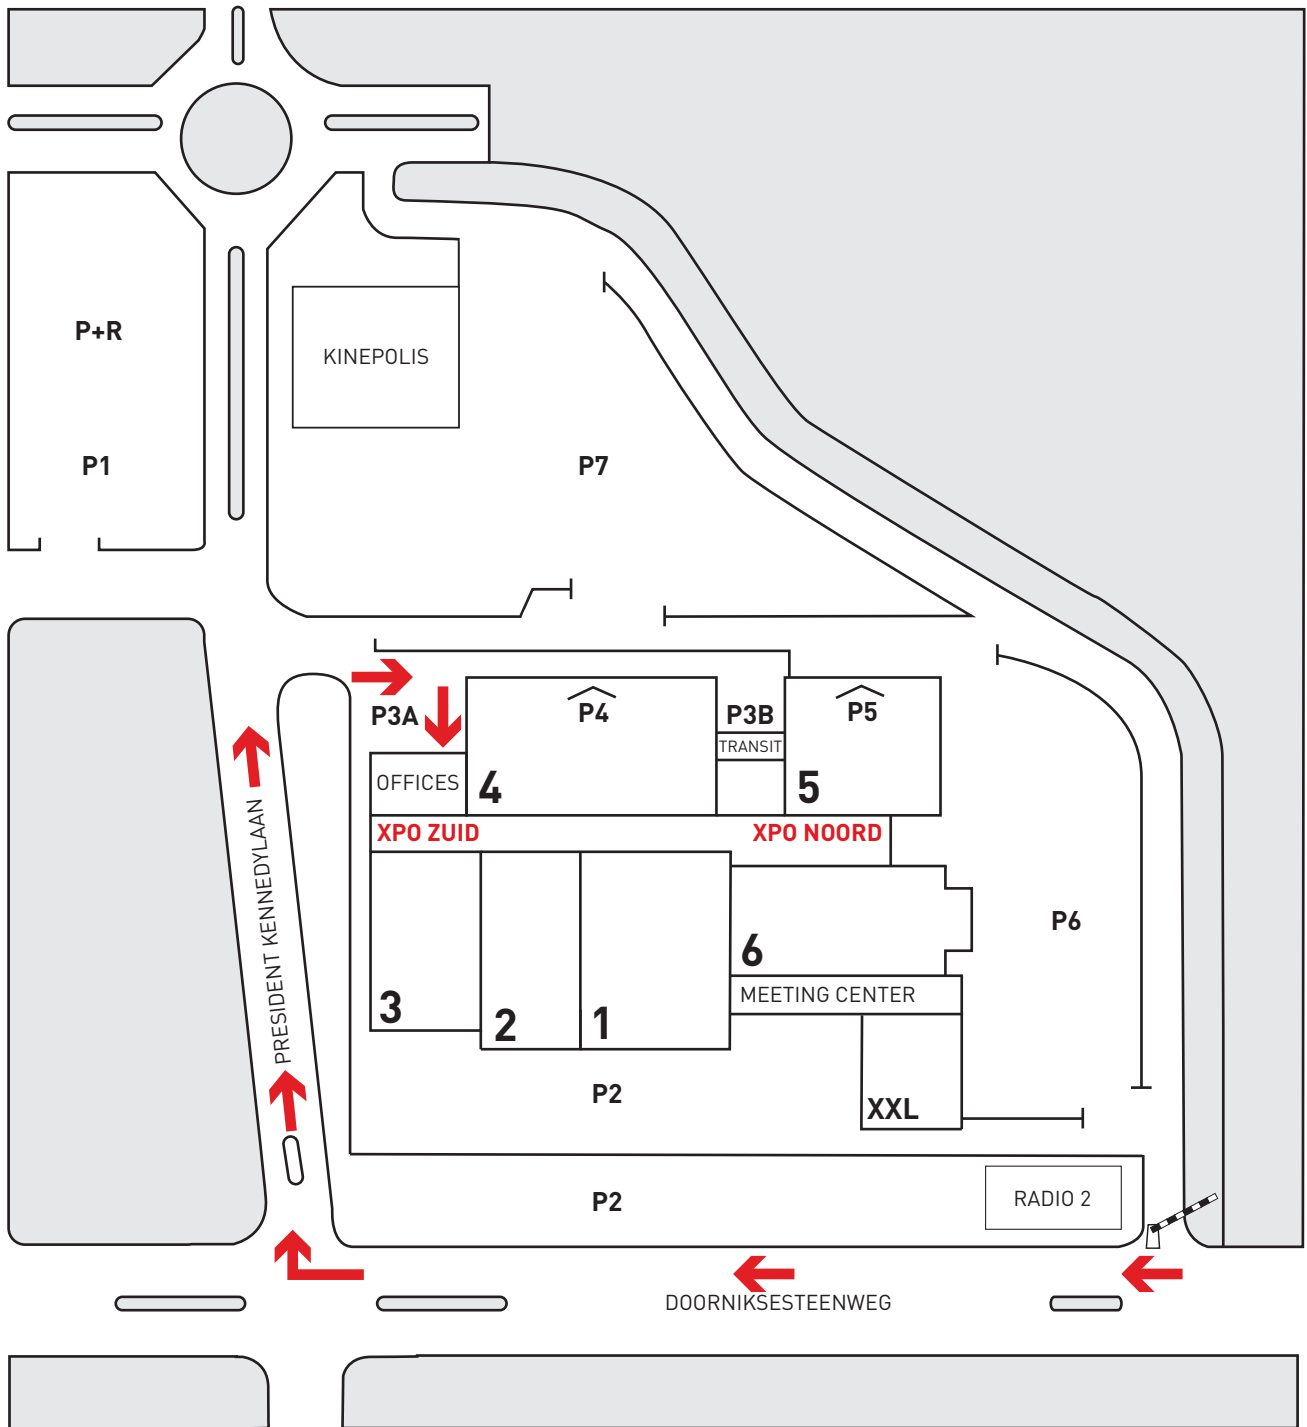 P+R
KINEPOLIS
P1
P7
P3A
P4
P3B
P5
TRANSIT
OFFICES
4
5
XPO ZUID
XPO NOORD
PRESIDENT KENNEDYLAAN
P6
6
MEETING CENTER
3
2
1
P2
XXL
P2
RADIO 2
DOORNIKSESTEENWEG